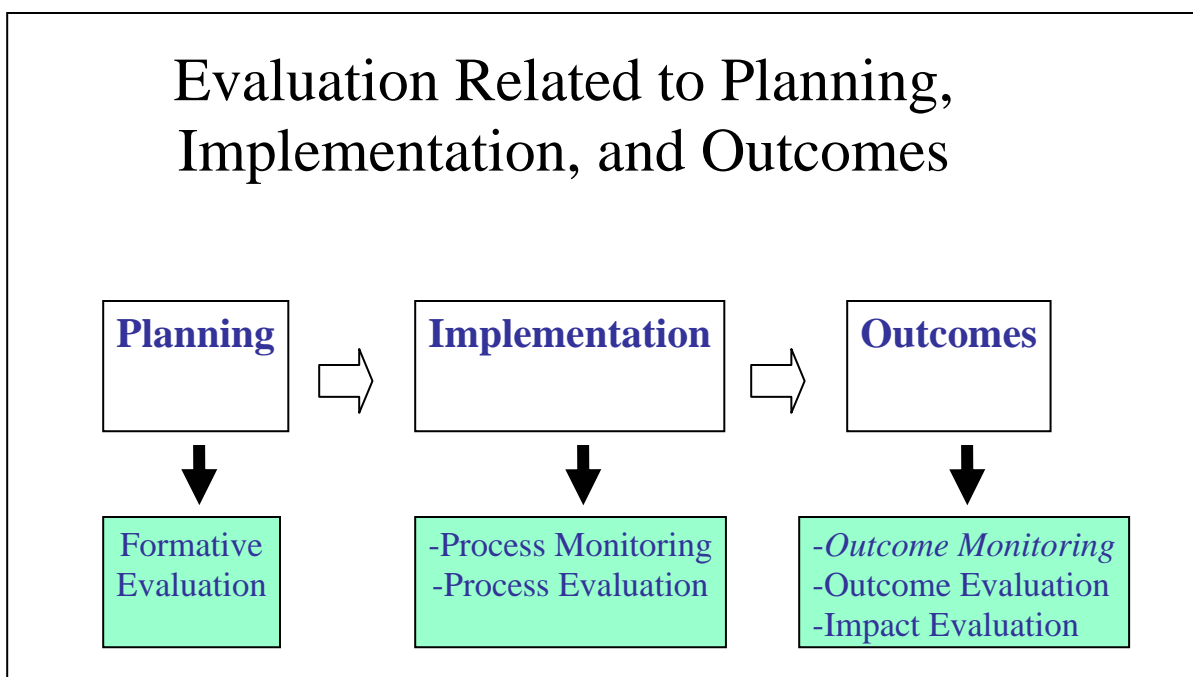 Evaluation Related to Planning,
Implementation, and Outcomes
Planning
Implementation
Outcomes
Formative
Evaluation
-Process Monitoring
-Process Evaluation
-Outcome Monitoring
-Outcome Evaluation
-Impact Evaluation